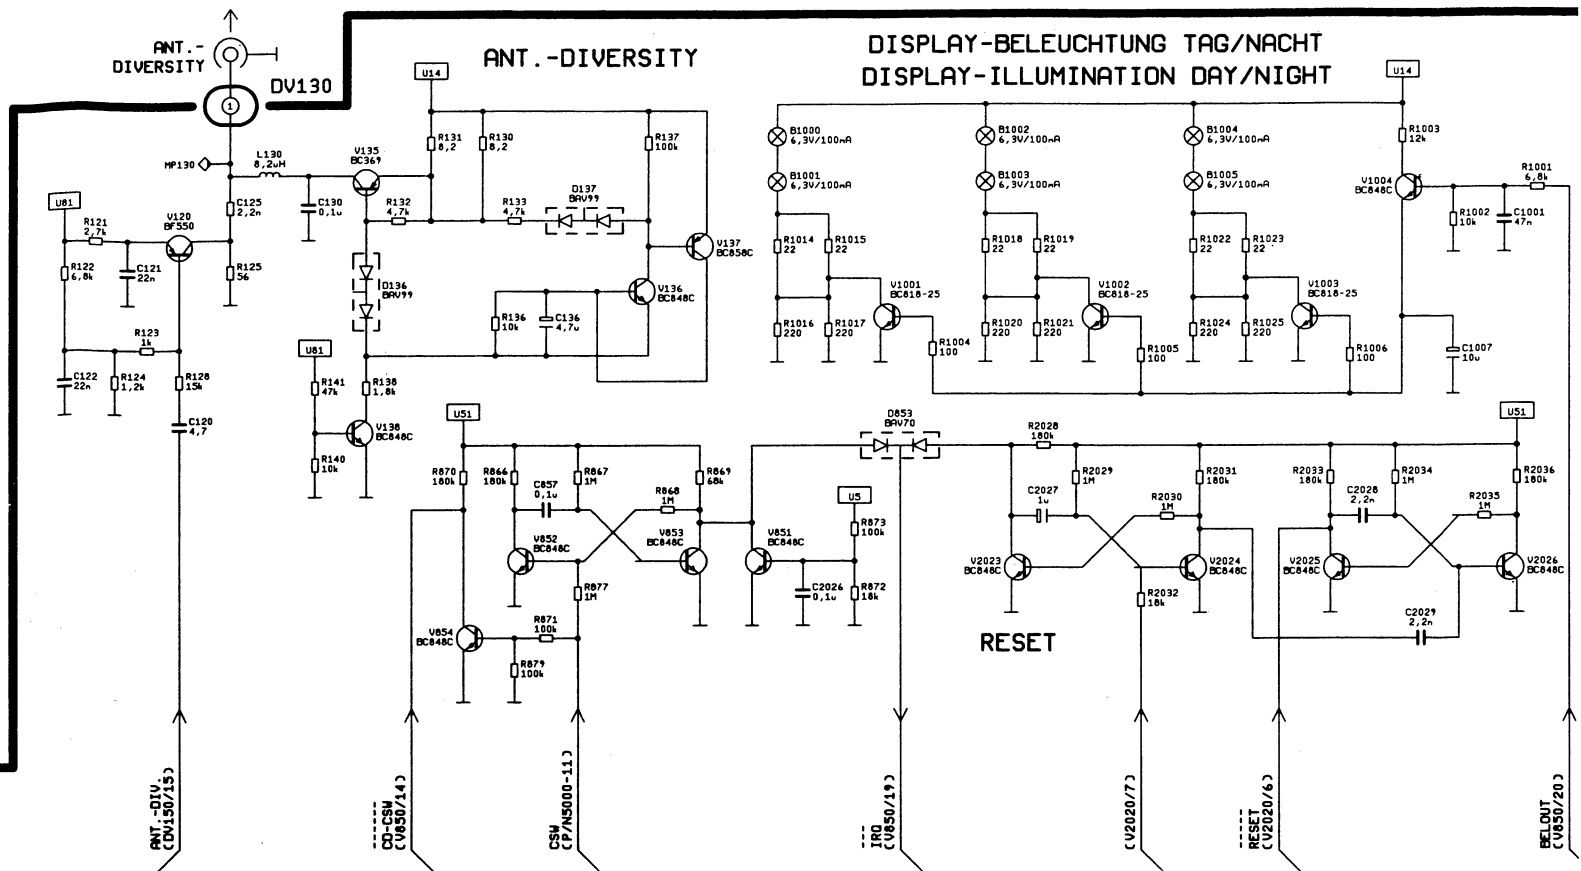 ANT.-
DIVERSITY
DV130
1
ANT.-DIVERSITY
DISPLAY-BELEUCHTUNG TAG/NACHT
DISPLAY-ILLUMINATION DAY/NIGHT
MP130
L130
8,2uH
V135
BC369
U14
R131
8,2
R130
8,2
R137
100k
U81
R121
2,7k
V120
BF550
C125
2,2n
C130
0,1u
R132
4,7k
R133
4,7k
D137
BAV99
V137
BC858C
R122
6,8k
C121
22n
R125
56
D136
BAV99
V136
BC848C
R136
10k
C136
4,7u
R123
1k
C122
22n
R124
1,2k
R128
15k
C120
4,7
U81
R141
47k
R138
1,8k
V138
BC848C
R140
10k
B1000
6,3V/100mA
B1001
6,3V/100mA
B1002
6,3V/100mA
B1003
6,3V/100mA
B1004
6,3V/100mA
B1005
6,3V/100mA
U14
R1003
12k
V1004
BC848C
R1001
6,8k
R1002
10k
C1001
47n
R1014
22
R1015
22
R1018
22
R1019
22
R1022
22
R1023
22
V1001
BC818-25
V1002
BC818-25
V1003
BC818-25
R1016
220
R1017
220
R1020
220
R1021
220
R1024
220
R1025
220
R1004
100
R1005
100
R1006
100
C1007
10u
U51
R870
180k
R866
180k
C857
0,1u
R867
1M
R868
1M
R869
68k
V852
BC848C
V853
BC848C
V851
BC848C
R877
1M
R871
100k
V854
BC848C
R879
100k
D853
BAV70
U5
R873
100k
R872
18k
C2026
0,1u
R2028
180k
C2027
1u
R2029
1M
R2030
1M
R2031
180k
V2023
BC848C
V2024
BC848C
R2032
18k
RESET
U51
R2033
180k
C2028
2,2n
R2034
1M
R2035
1M
R2036
180k
V2025
BC848C
V2026
BC848C
C2029
2,2n
ANT.-DIV.
(DV150/15)
CD-CSW
(V850/14)
CSW
(P/N5000-11)
IRQ
(V850/19)
(V2020/7)
RESET
(V2020/6)
BELOUT
(V850/20)